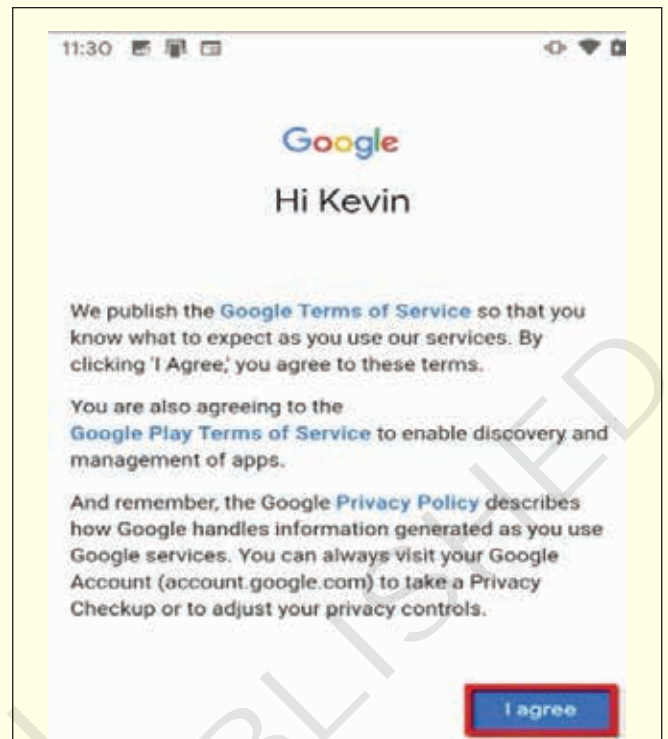 11:30
Google
Hi Kevin
We publish the Google Terms of Service so that you
know what to expect as you use our services. By
clicking 'I Agree,' you agree to these terms.
You are also agreeing to the
Google Play Terms of Service to enable discovery and
management of apps.
And remember, the Google Privacy Policy describes
how Google handles information generated as you use
Google services. You can always visit your Google
Account (account.google.com) to take a Privacy
Checkup or to adjust your privacy controls.
I agree